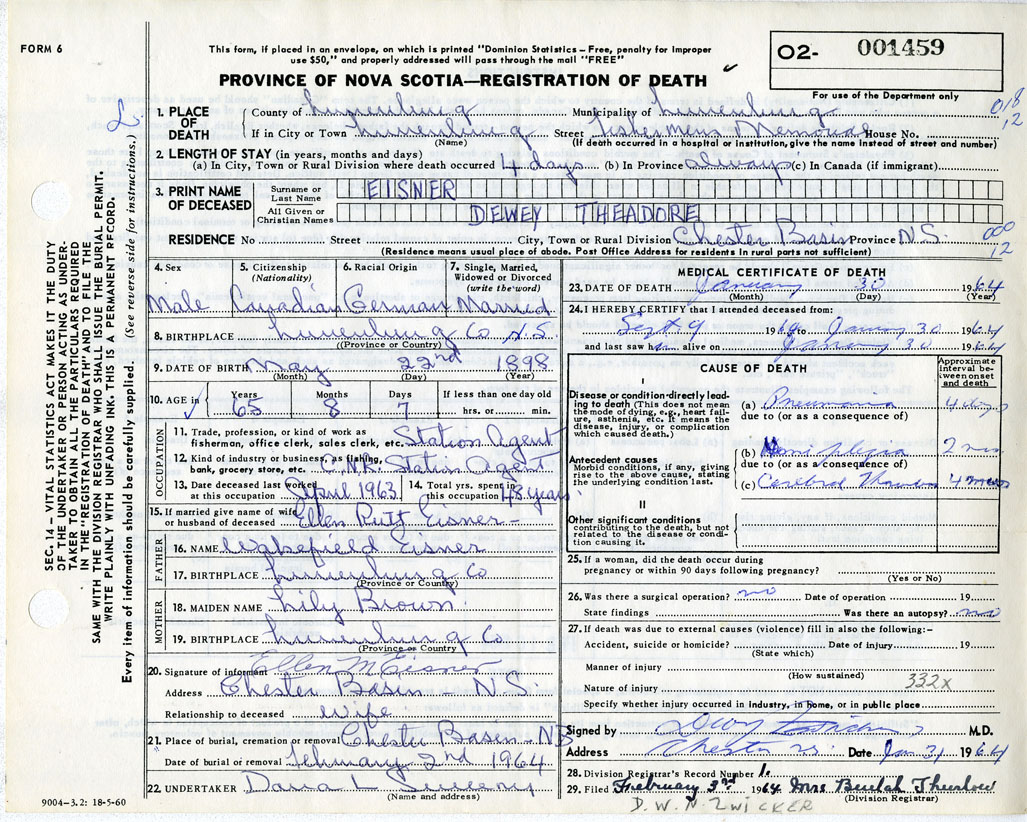 FORM 6
This form, if placed in an envelope, on which is printed "Dominion Statistics – Free, penalty for improper
use $50," and properly addressed will pass through the mail "FREE"
PROVINCE OF NOVA SCOTIA—REGISTRATION OF DEATH
O2- 001459
For use of the Department only
018
12
L
1. PLACE OF DEATH
County of Lunenburg Municipality of Lunenburg
If in City or Town Lunenburg Street Fishermens Memorial House No.
(Name) (If death occurred in a hospital or institution, give the name instead of street and number)
2. LENGTH OF STAY (in years, months and days)
(a) In City, Town or Rural Division where death occurred 4 days (b) In Province always (c) In Canada (if immigrant)
3. PRINT NAME OF DECEASED
Surname or Last Name EISNER
All Given or Christian Names DEWEY THEADORE
RESIDENCE No Street City, Town or Rural Division Chester Basin Province N.S.
000
12
(Residence means usual place of abode. Post Office Address for residents in rural parts not sufficient)
4. Sex Male
5. Citizenship (Nationality) Canadian
6. Racial Origin German
7. Single, Married, Widowed or Divorced (write the word) Married
8. BIRTHPLACE Lunenburg Co N.S
(Province or Country)
9. DATE OF BIRTH May 22nd 1898
(Month) (Day) (Year)
10. AGE in Years 65 Months 8 Days 7 If less than one day old hrs. or min.
OCCUPATION
11. Trade, profession, or kind of work as fisherman, office clerk, sales clerk, etc. Station Agent
12. Kind of industry or business, as fishing, bank, grocery store, etc. C.N.R. Station Agent
13. Date deceased last worked at this occupation April 1963
14. Total yrs. spent in this occupation 43 years
15. If married give name of wife or husband of deceased Ellen Eisner
FATHER
16. NAME Wakefield Eisner
17. BIRTHPLACE Lunenburg Co
(Province or Country)
MOTHER
18. MAIDEN NAME Lily Brown
19. BIRTHPLACE Lunenburg Co
(Province or Country
20. Signature of informant Ellen M Eisner
Address Chester Basin - N.S.
Relationship to deceased wife
21. Place of burial, cremation or removal Chester Basin - NS
Date of burial or removal February 2nd 1964
22. UNDERTAKER Dana L Sweeny
(Name and address)
9004-3.2: 18-5-60
SEC. 14 – VITAL STATISTICS ACT MAKES IT THE DUTY
OF THE UNDERTAKER OR PERSON ACTING AS UNDER-
TAKER TO OBTAIN ALL THE PARTICULARS REQUIRED
IN THE "REGISTRATION OF DEATH" AND TO FILE THE
SAME WITH THE DIVISION REGISTRAR WHO SHALL ISSUE THE BURIAL PERMIT.
WRITE PLAINLY WITH UNFADING INK. THIS IS A PERMANENT RECORD.
Every item of information should be carefully supplied. (See reverse side for instructions.)
MEDICAL CERTIFICATE OF DEATH
23. DATE OF DEATH January 30 1964
(Month) (Day) (Year)
24. I HEREBY CERTIFY that I attended deceased from:
Sept 9 19 to January 30 1964
and last saw him alive on January 30 1964
CAUSE OF DEATH
Approximate interval between onset and death
I
Disease or condition directly leading to death (This does not mean the mode of dying, e.g., heart failure, asthenia, etc. It means the disease, injury, or complication which caused death.)
(a) Pneumonia 4 days
due to (or as a consequence of)
Antecedent causes
Morbid conditions, if any, giving rise to the above cause, stating the underlying condition last.
(b) Hemiplegia 2
due to (or as a consequence of)
(c) Cerebral 4
II
Other significant conditions
contributing to the death, but not related to the disease or condition causing it.
25. If a woman, did the death occur during
pregnancy or within 90 days following pregnancy?
(Yes or No)
26. Was there a surgical operation? no Date of operation 19
State findings Was there an autopsy? no
27. If death was due to external causes (violence) fill in also the following:–
Accident, suicide or homicide? Date of injury 19
(State which)
Manner of injury
(How sustained)
Nature of injury 332x
Specify whether injury occurred in industry, in home, or in public place
Signed by M.D.
Address Chester NS. Date Jan 31 1964
28. Division Registrar's Record Number 1.
29. Filed February 3rd 1964 Mrs Beulah Thurlow
(Division Registrar)
D.W.N. ZWICKER